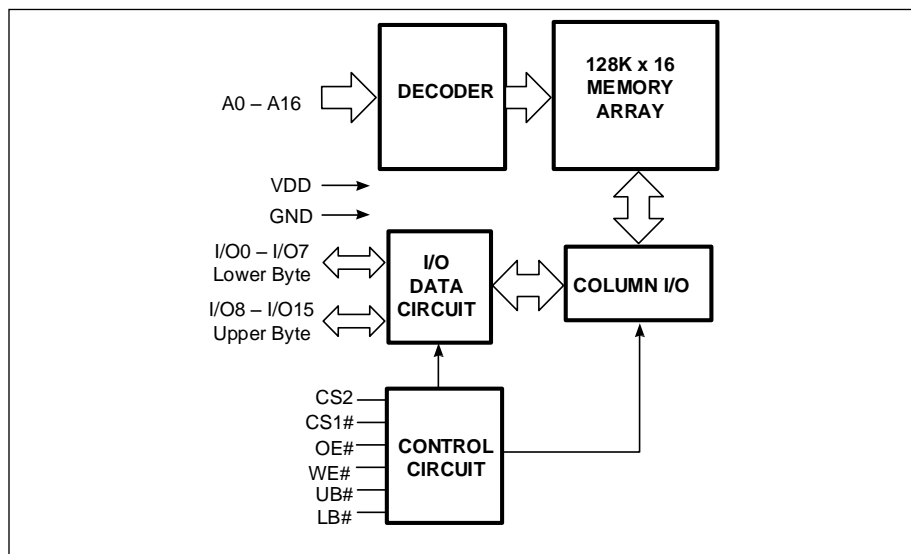 A0 – A16
DECODER
128K x 16
MEMORY
ARRAY
VDD
GND
I/O0 – I/O7
Lower Byte
I/O8 – I/O15
Upper Byte
I/O
DATA
CIRCUIT
COLUMN I/O
CS2
CS1#
OE#
WE#
UB#
LB#
CONTROL
CIRCUIT